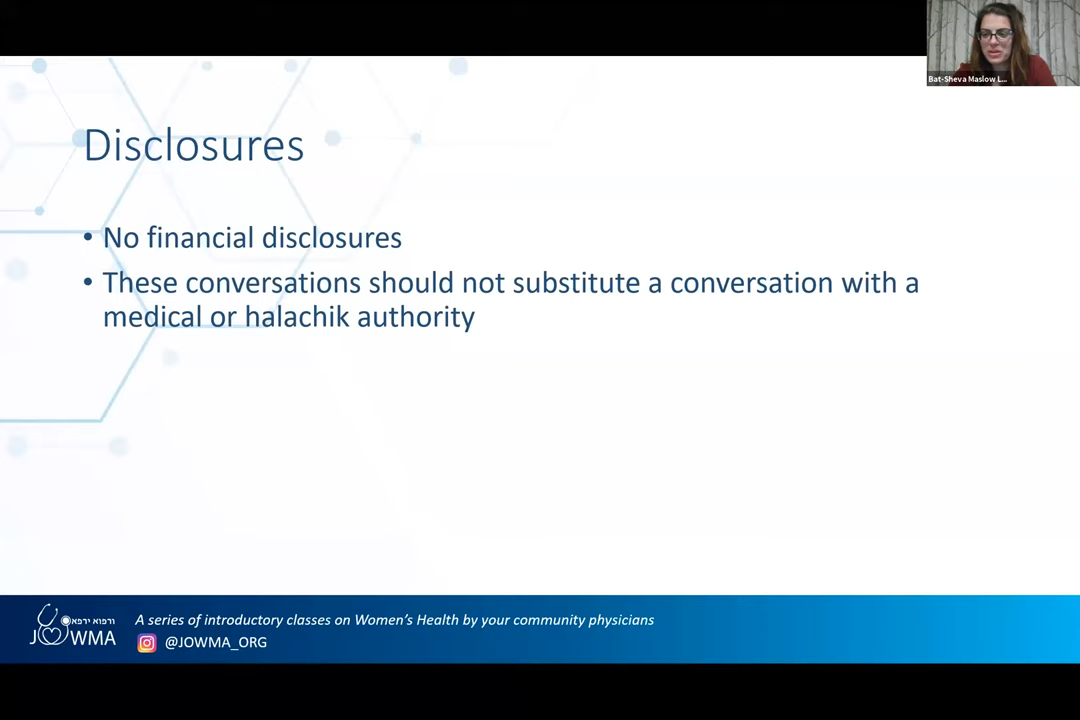 Bat-Sheva Maslow L...
Disclosures
• No financial disclosures
• These conversations should not substitute a conversation with a
medical or halachik authority
ורפוא ירפא
JOWMA
A series of introductory classes on Women's Health by your community physicians
@JOWMA_ORG